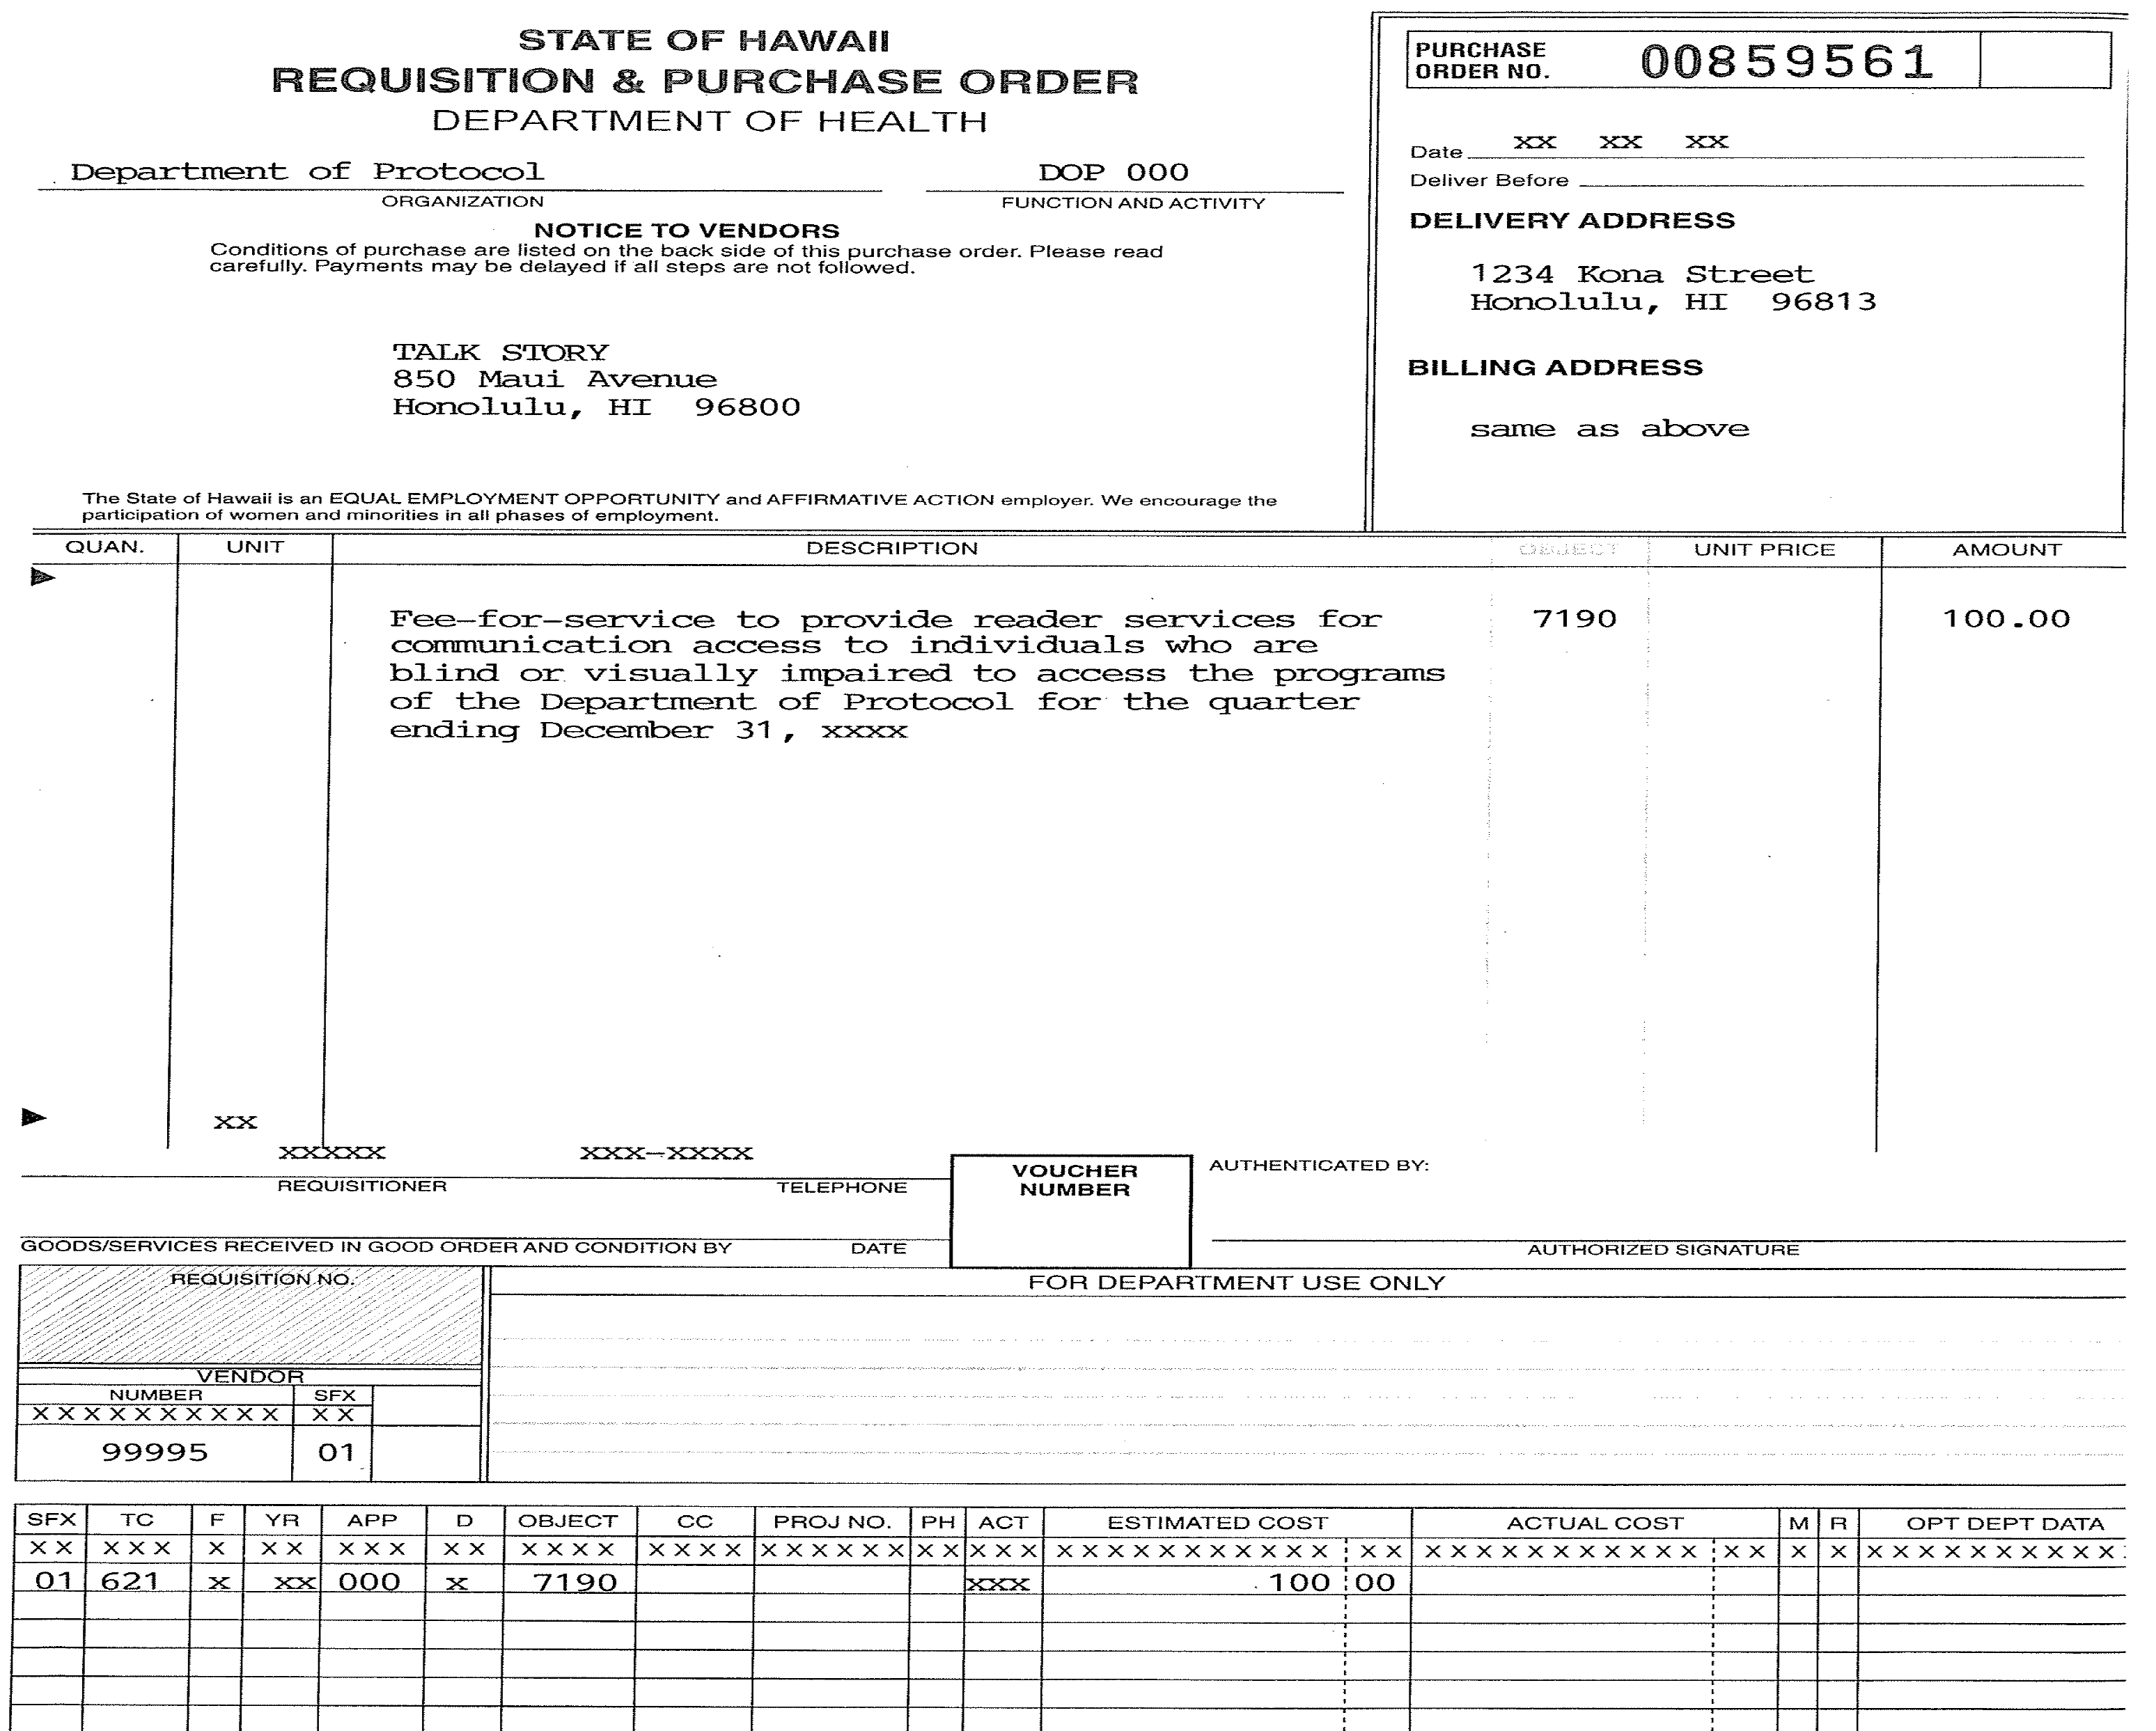 STATE OF HAWAII
REQUISITION & PURCHASE ORDER
DEPARTMENT OF HEALTH
PURCHASE ORDER NO. 00859561
Date xx xx xx
Deliver Before
Department of Protocol DOP 000
ORGANIZATION FUNCTION AND ACTIVITY
NOTICE TO VENDORS
Conditions of purchase are listed on the back side of this purchase order. Please read
carefully. Payments may be delayed if all steps are not followed.
DELIVERY ADDRESS
1234 Kona Street
Honolulu, HI 96813
TALK STORY
850 Maui Avenue
Honolulu, HI 96800
BILLING ADDRESS
same as above
The State of Hawaii is an EQUAL EMPLOYMENT OPPORTUNITY and AFFIRMATIVE ACTION employer. We encourage the
participation of women and minorities in all phases of employment.
QUAN. UNIT DESCRIPTION OBJECT UNIT PRICE AMOUNT
Fee-for-service to provide reader services for 7190 100.00
communication access to individuals who are
blind or visually impaired to access the programs
of the Department of Protocol for the quarter
ending December 31, xxxx
xx
xxxxx xxx-xxxx
REQUISITIONER TELEPHONE
VOUCHER
NUMBER
AUTHENTICATED BY:
GOODS/SERVICES RECEIVED IN GOOD ORDER AND CONDITION BY DATE
AUTHORIZED SIGNATURE
REQUISITION NO. FOR DEPARTMENT USE ONLY
VENDOR
NUMBER SFX
XXXXXXXXXX XX
99995 01
SFX TC F YR APP D OBJECT CC PROJ NO. PH ACT ESTIMATED COST ACTUAL COST M R OPT DEPT DATA
XX XXX X XX XXX XX XXXX XXXX XXXXXX XX XXX XXXXXXXXXXX XX XXXXXXXXXXX XX X X XXXXXXXXXX
01 621 x xx 000 x 7190 xxx 100 00